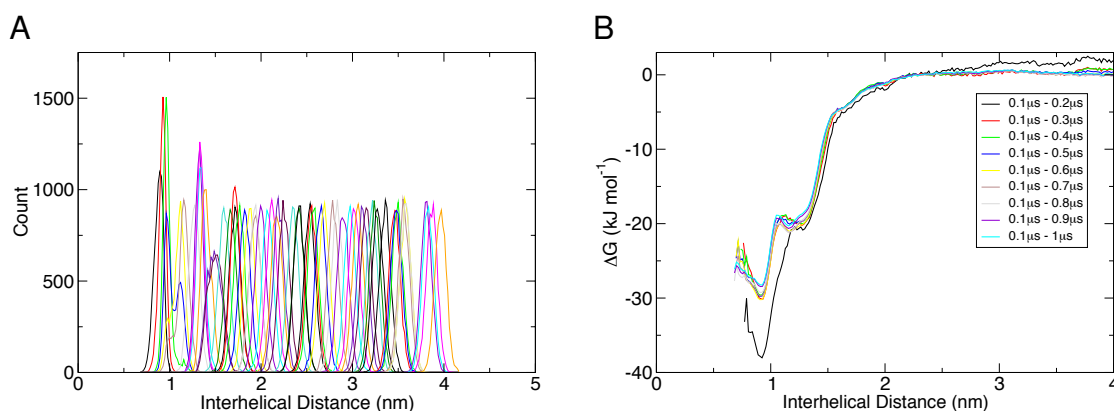 A
Count
1500
1000
500
0
0 1 2 3 4 5
Interhelical Distance (nm)
B
ΔG (kJ mol⁻¹)
0
-10
-20
-30
-40
0.1µs - 0.2µs
0.1µs - 0.3µs
0.1µs - 0.4µs
0.1µs - 0.5µs
0.1µs - 0.6µs
0.1µs - 0.7µs
0.1µs - 0.8µs
0.1µs - 0.9µs
0.1µs - 1µs
0 1 2 3 4
Interhelical Distance (nm)